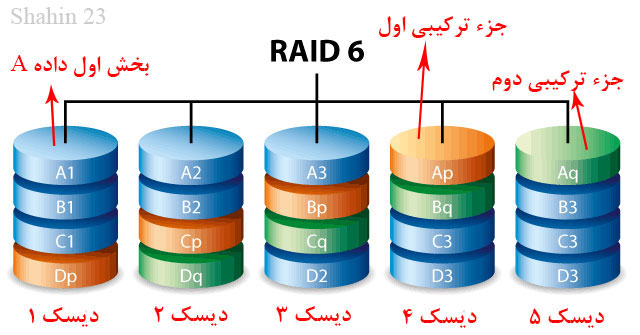 Shahin 23
جزء ترکیبی اول
RAID 6
بخش اول داده A
جزء ترکیبی دوم
A1 A2 A3 Ap Aq
B1 B2 Bp Bq B3
C1 Cp Cq C3 C3
Dp Dq D2 D3 D3
دیسک ۱ دیسک ۲ دیسک ۳ دیسک ۴ دیسک ۵